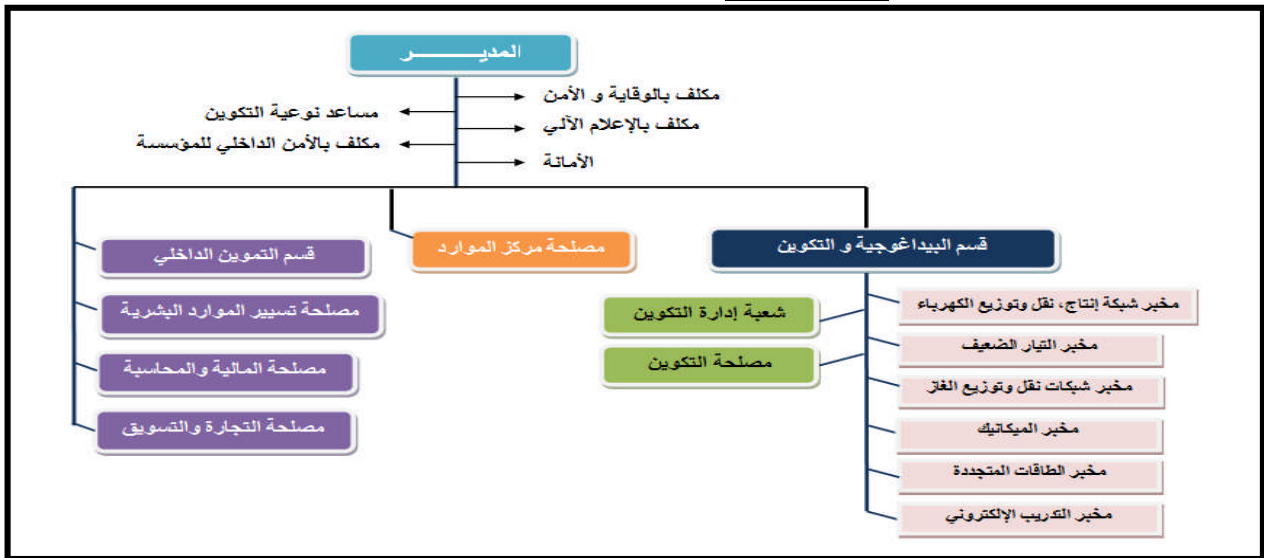 المديـــــــــر
مكلف بالوقاية و الأمن
مساعد نوعية التكوين
مكلف بالإعلام الآلي
مكلف بالأمن الداخلي للمؤسسة
الأمانة
قسم البيداغوجية و التكوين
مصلحة مركز الموارد
قسم التموين الداخلي
مخبر شبكة إنتاج، نقل وتوزيع الكهرباء
شعبة إدارة التكوين
مصلحة تسيير الموارد البشرية
مخبر التيار الضعيف
مصلحة التكوين
مصلحة المالية والمحاسبة
مخبر شبكات نقل وتوزيع الغاز
مصلحة التجارة والتسويق
مخبر الميكانيك
مخبر الطاقات المتجددة
مخبر التدريب الإلكتروني